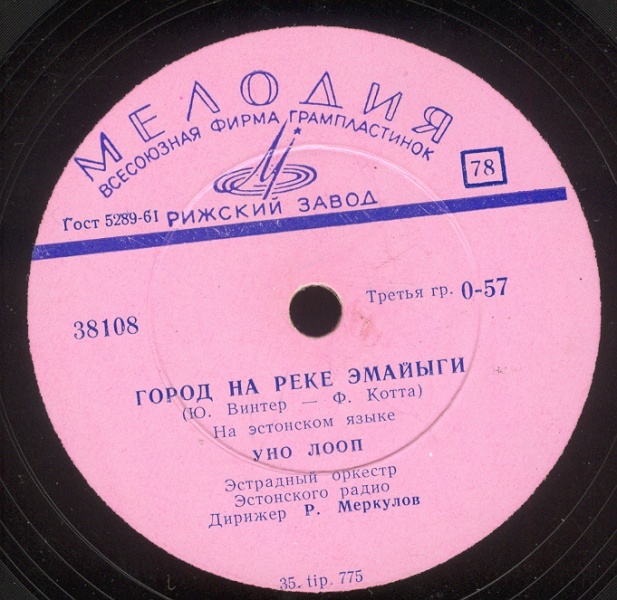 МЕЛОДИЯ
ВСЕСОЮЗНАЯ ФИРМА ГРАМПЛАСТИНОК
78
Гост 5289-61 РИЖСКИЙ ЗАВОД
Третья гр. 0-57
38108
ГОРОД НА РЕКЕ ЭМАЙЫГИ
(Ю. Винтер — Ф. Котта)
На эстонском языке
УНО ЛООП
Эстрадный оркестр
Эстонского радио
Дирижер Р. Меркулов
35. tip. 775